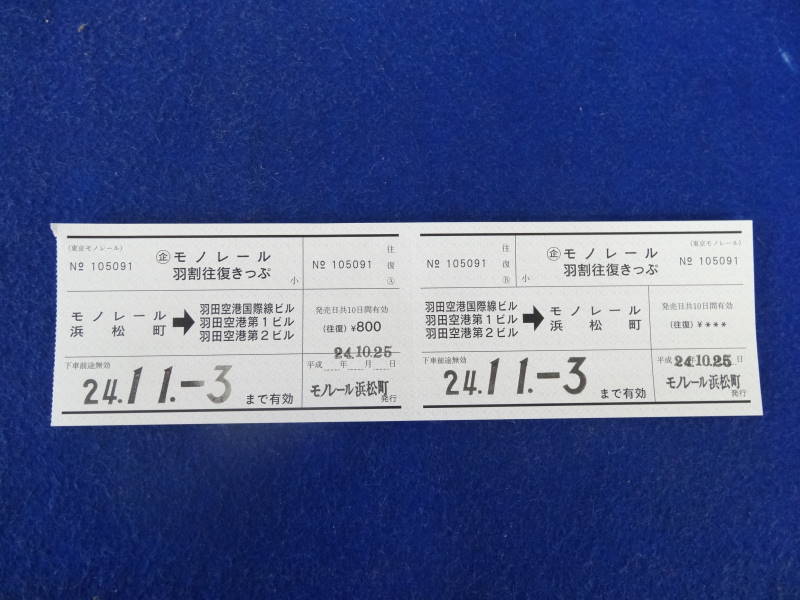 (東京モノレール)
№ 105091
企 モノレール
羽割往復きっぷ
小
№ 105091
往復Ⓐ
モノレール
浜松町
➡
羽田空港国際線ビル
羽田空港第1ビル
羽田空港第2ビル
発売日共10日間有効
(往復) ¥800
下車前途無効
24.11.-3
まで有効
24.10.25
平成 年 月 日
モノレール浜松町
発行
№ 105091
往復Ⓑ
小
企 モノレール
羽割往復きっぷ
(東京モノレール)
№ 105091
羽田空港国際線ビル
羽田空港第1ビル
羽田空港第2ビル
➡
モノレール
浜松町
発売日共10日間有効
(往復) ¥***
下車前途無効
24.11.-3
まで有効
24.10.25
平成 年 月 日
モノレール浜松町
発行